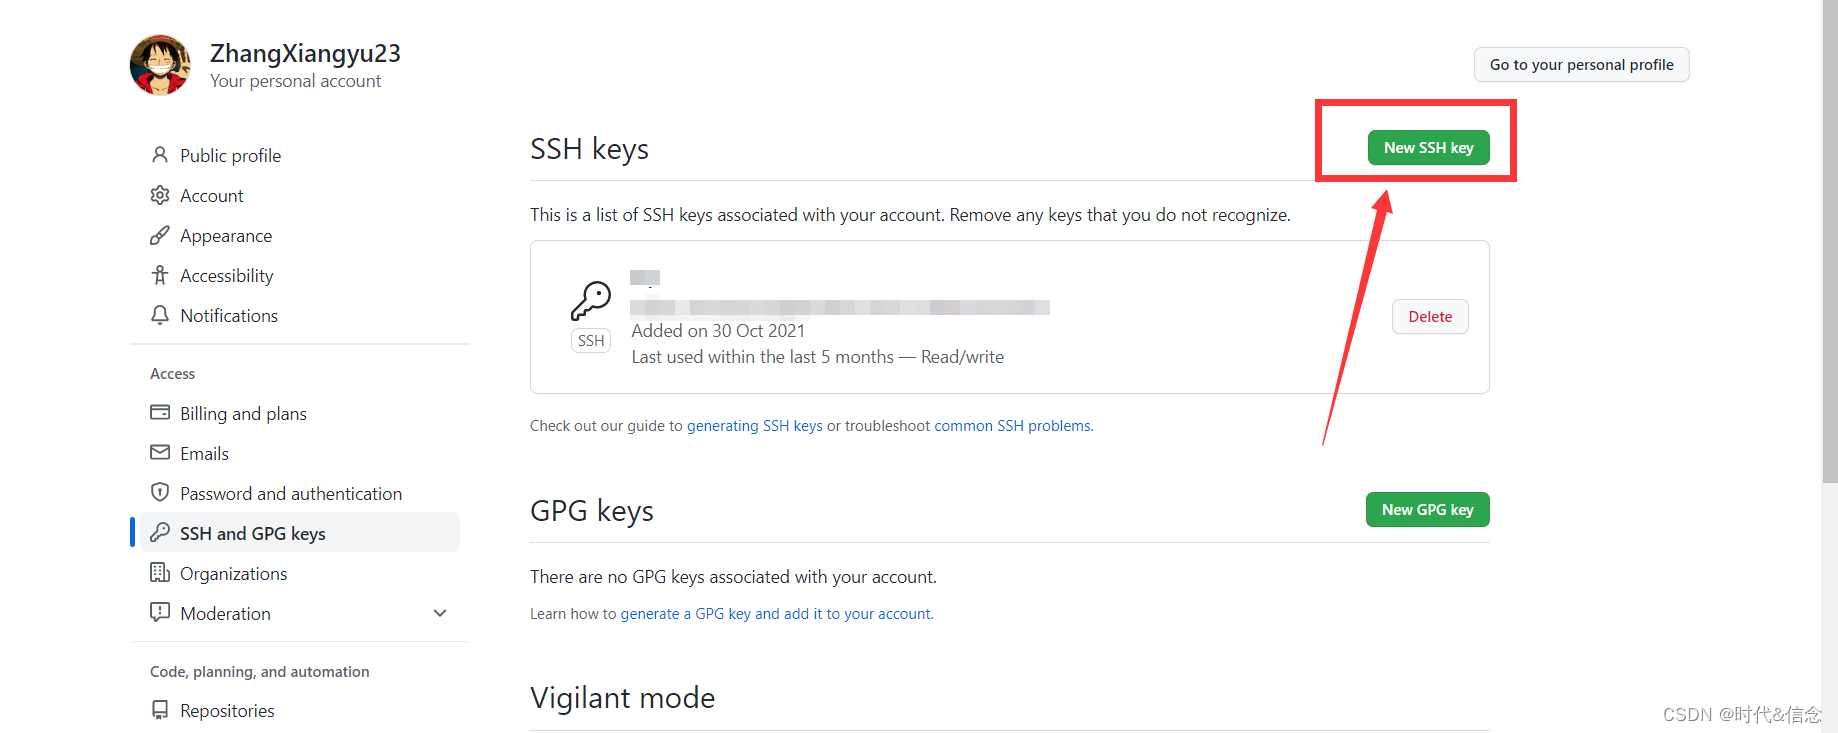 ZhangXiangyu23
Your personal account
Go to your personal profile
Public profile
Account
Appearance
Accessibility
Notifications
Access
Billing and plans
Emails
Password and authentication
SSH and GPG keys
Organizations
Moderation
Code, planning, and automation
Repositories
SSH keys
New SSH key
This is a list of SSH keys associated with your account. Remove any keys that you do not recognize.
SSH
Added on 30 Oct 2021
Last used within the last 5 months — Read/write
Delete
Check out our guide to generating SSH keys or troubleshoot common SSH problems.
GPG keys
New GPG key
There are no GPG keys associated with your account.
Learn how to generate a GPG key and add it to your account.
Vigilant mode
CSDN @时代&信念